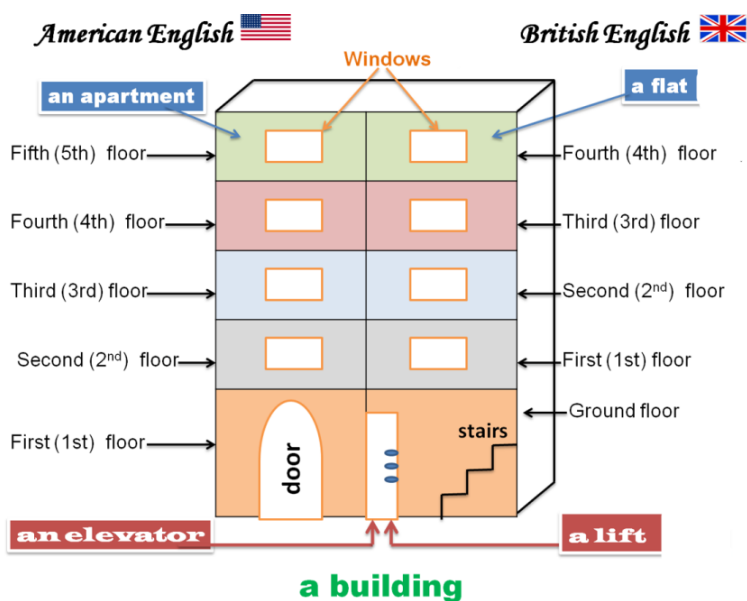 American English
British English
Windows
an apartment
a flat
Fifth (5th) floor
Fourth (4th) floor
Fourth (4th) floor
Third (3rd) floor
Third (3rd) floor
Second (2nd) floor
Second (2nd) floor
First (1st) floor
Ground floor
First (1st) floor
stairs
door
an elevator
a lift
a building